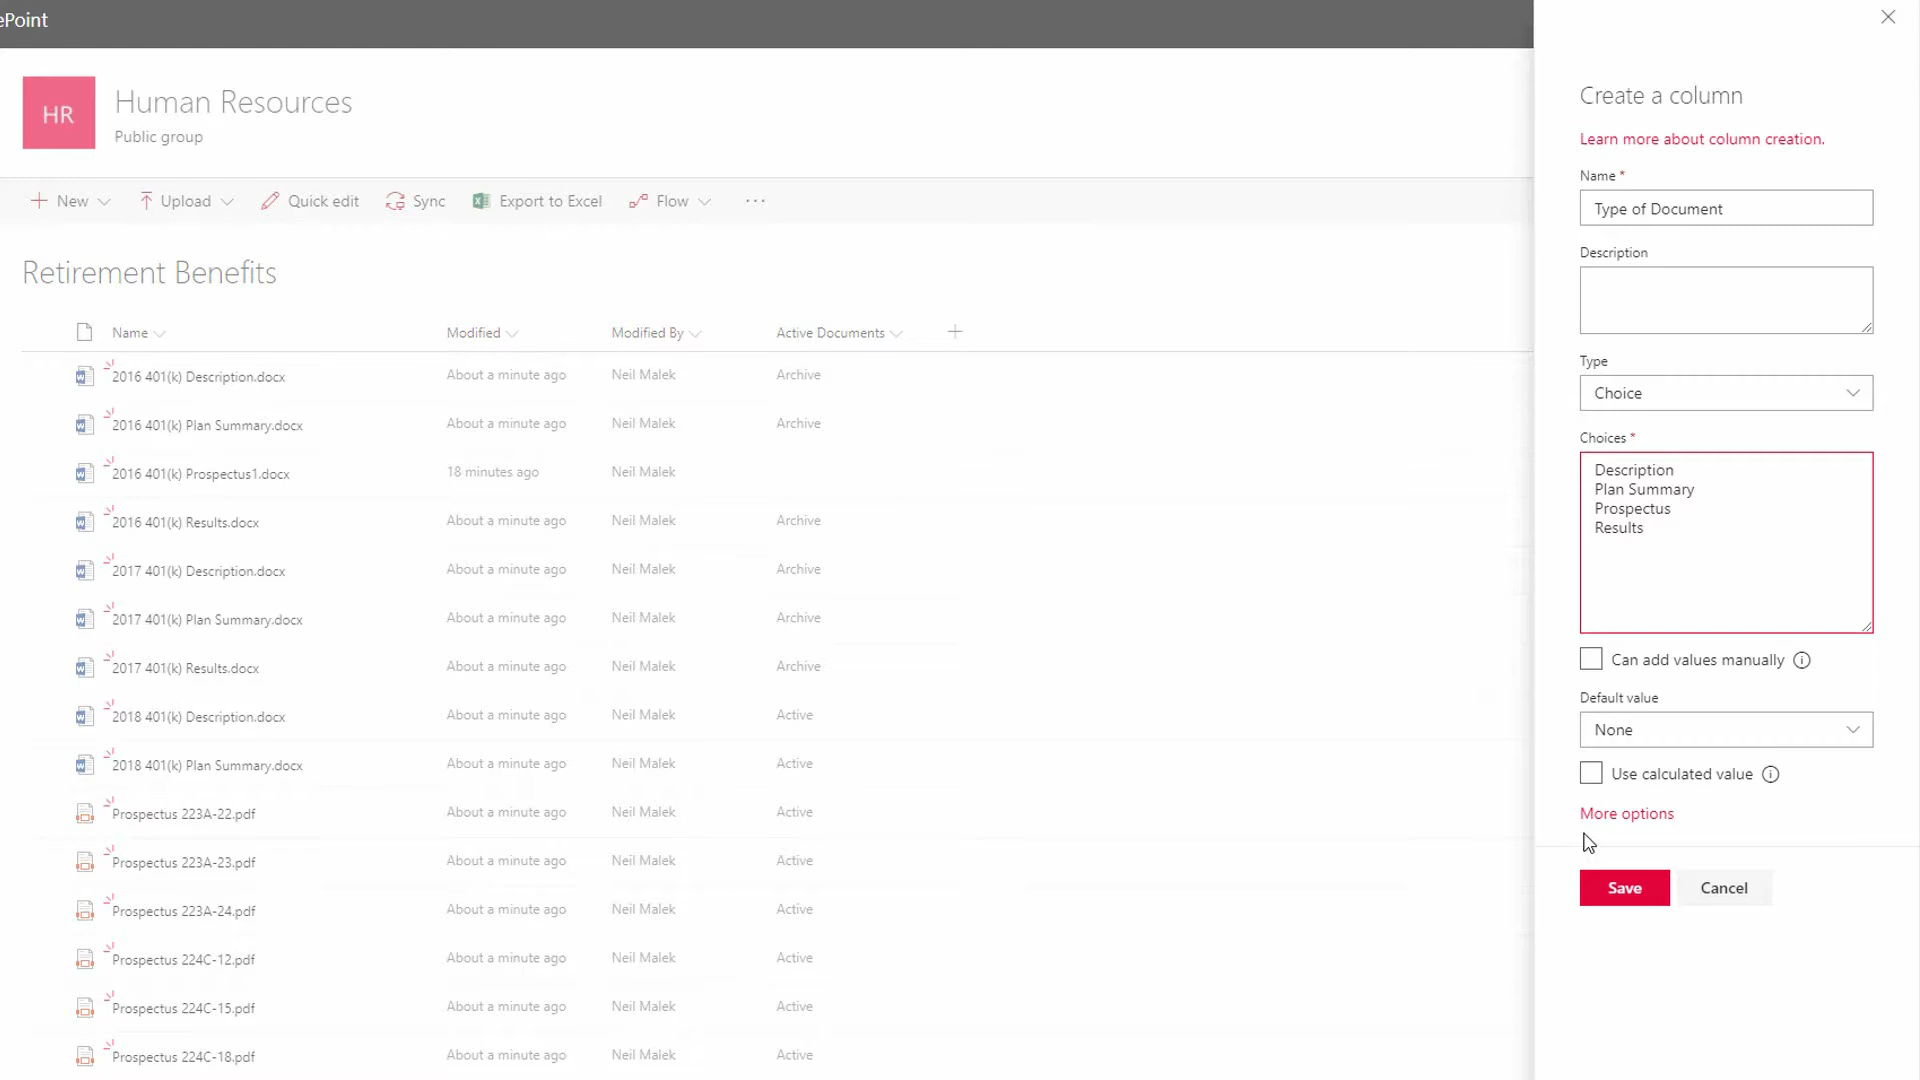 ePoint
HR
Human Resources
Public group
New
Upload
Quick edit
Sync
Export to Excel
Flow
...
Retirement Benefits
Name Modified Modified By Active Documents
2016 401(k) Description.docx About a minute ago Neil Malek Archive
2016 401(k) Plan Summary.docx About a minute ago Neil Malek Archive
2016 401(k) Prospectus1.docx 18 minutes ago Neil Malek
2016 401(k) Results.docx About a minute ago Neil Malek Archive
2017 401(k) Description.docx About a minute ago Neil Malek Archive
2017 401(k) Plan Summary.docx About a minute ago Neil Malek Archive
2017 401(k) Results.docx About a minute ago Neil Malek Archive
2018 401(k) Description.docx About a minute ago Neil Malek Active
2018 401(k) Plan Summary.docx About a minute ago Neil Malek Active
Prospectus 223A-22.pdf About a minute ago Neil Malek Active
Prospectus 223A-23.pdf About a minute ago Neil Malek Active
Prospectus 223A-24.pdf About a minute ago Neil Malek Active
Prospectus 224C-12.pdf About a minute ago Neil Malek Active
Prospectus 224C-15.pdf About a minute ago Neil Malek Active
Prospectus 224C-18.pdf About a minute ago Neil Malek Active
Create a column
Learn more about column creation.
Name *
Type of Document
Description
Type
Choice
Choices *
Description
Plan Summary
Prospectus
Results
Can add values manually
Default value
None
Use calculated value
More options
Save
Cancel